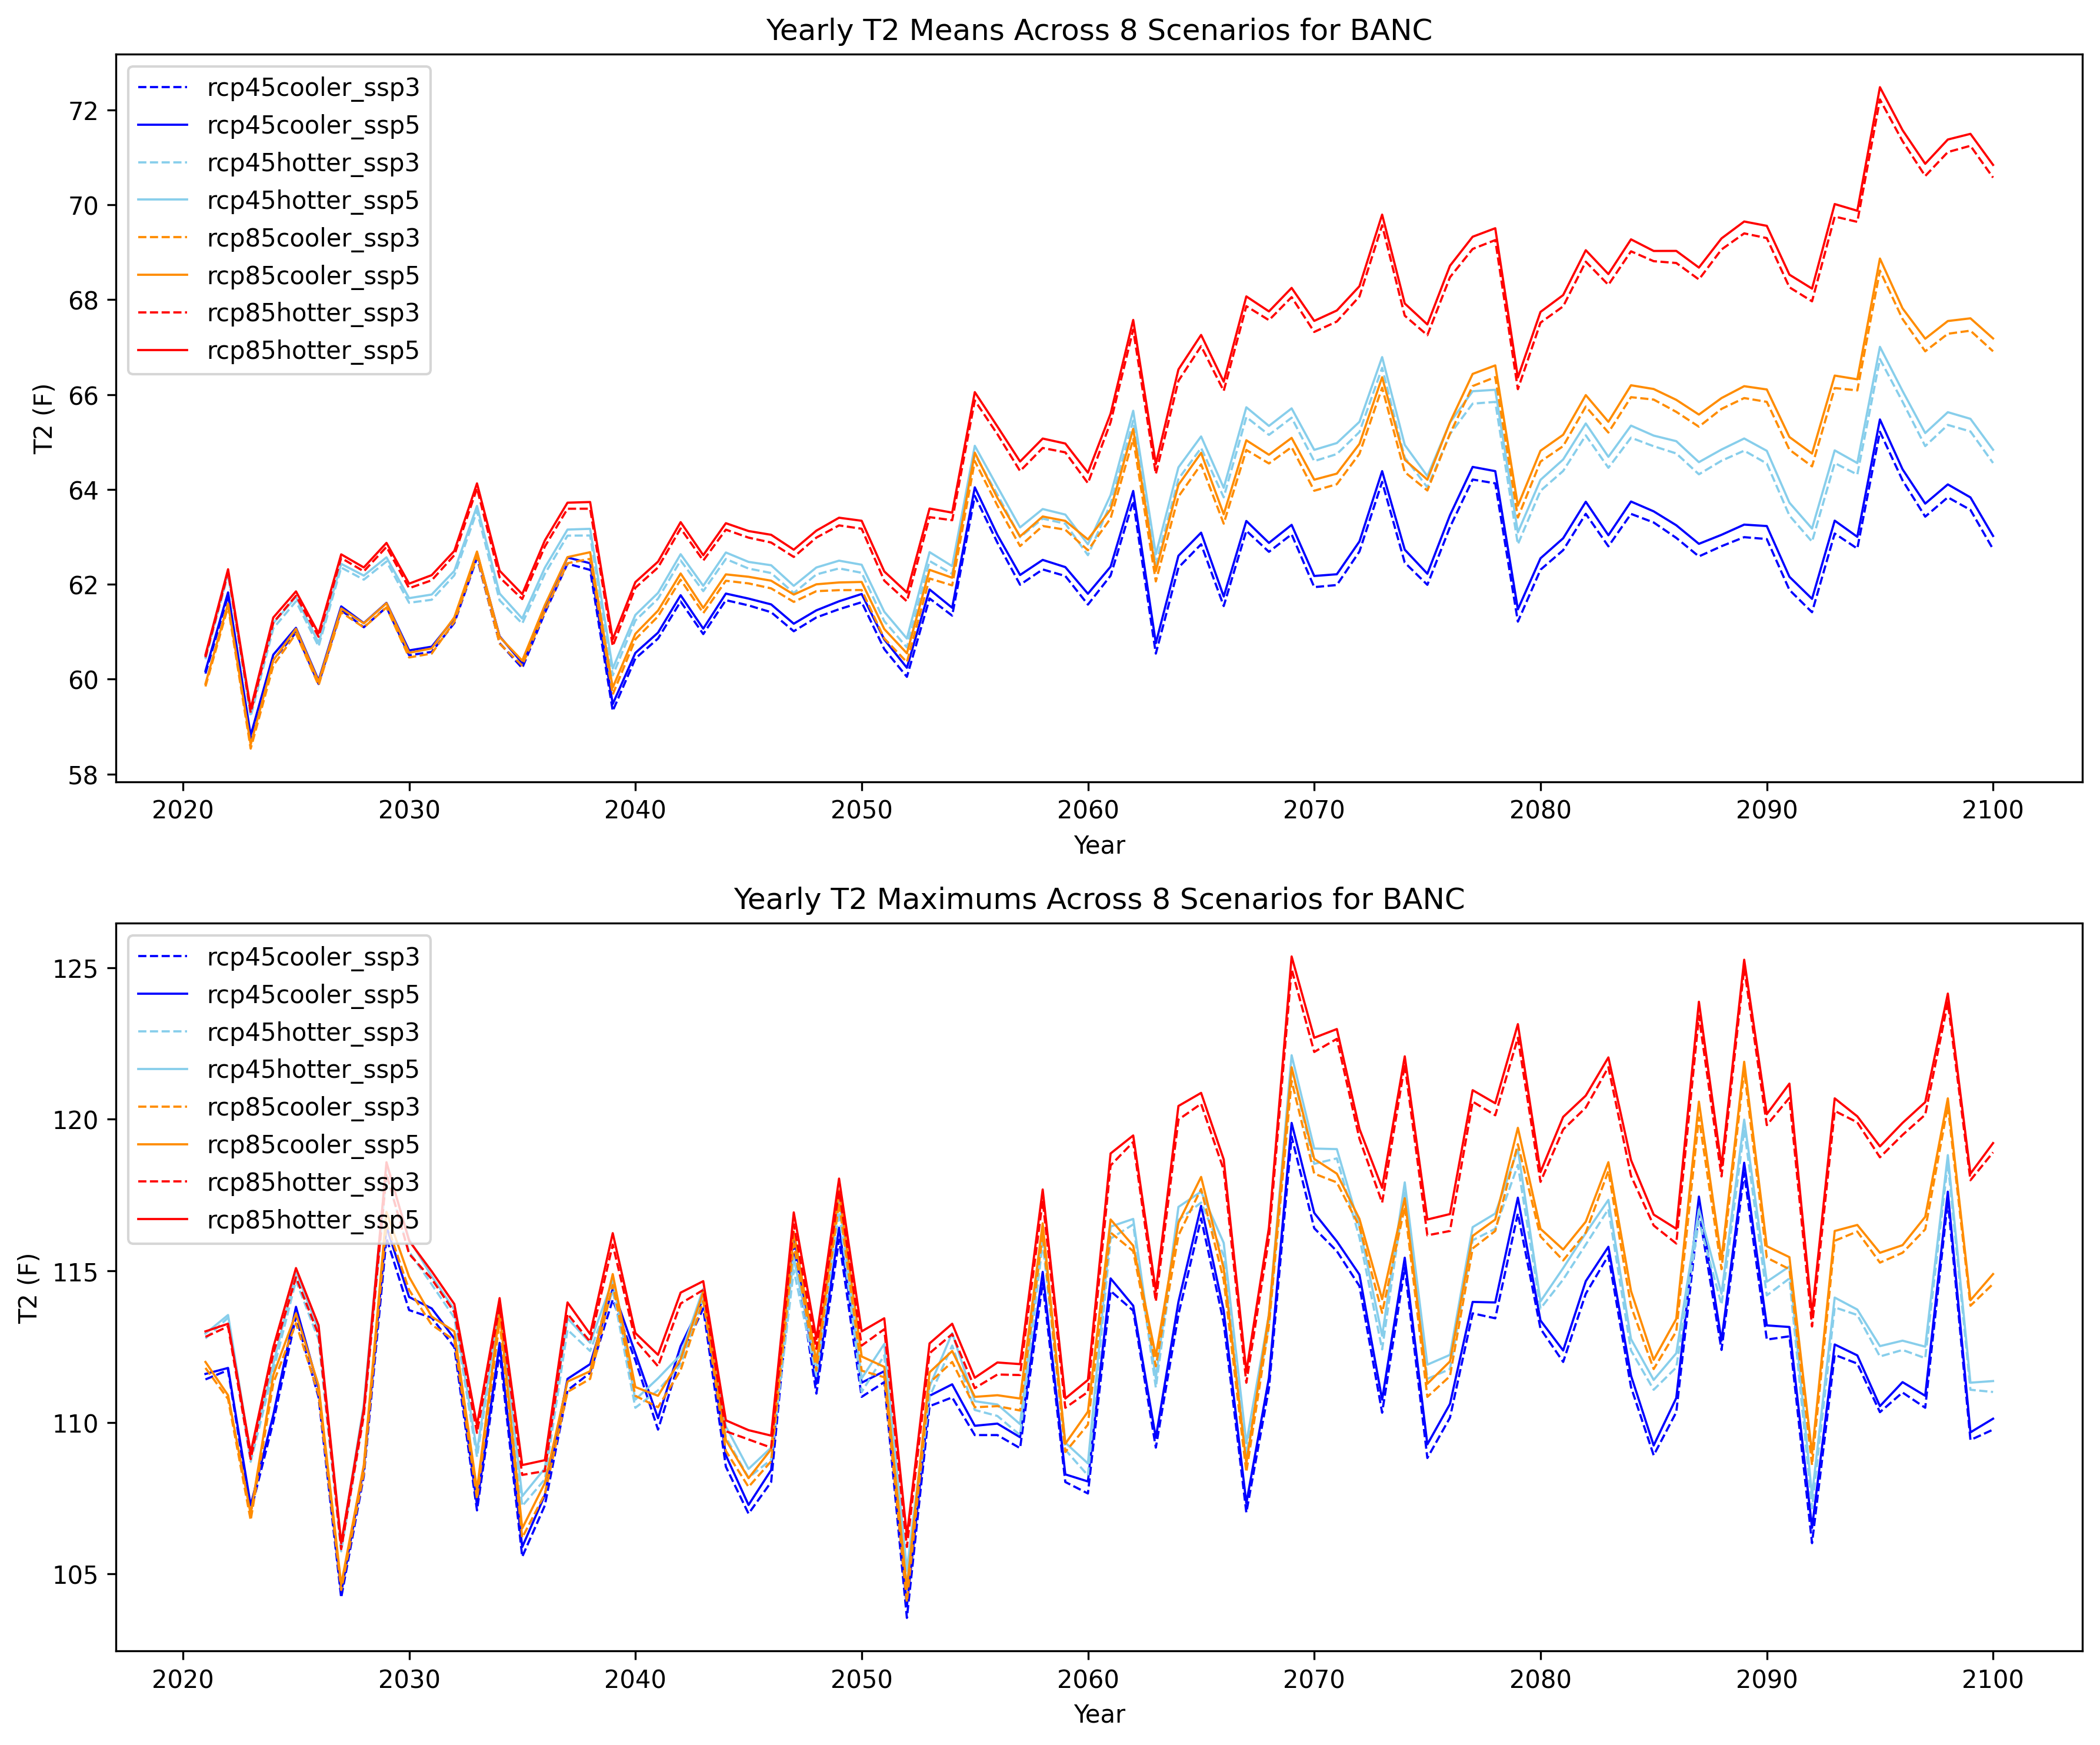 Yearly T2 Means Across 8 Scenarios for BANC
rcp45cooler_ssp3
rcp45cooler_ssp5
rcp45hotter_ssp3
rcp45hotter_ssp5
rcp85cooler_ssp3
rcp85cooler_ssp5
rcp85hotter_ssp3
rcp85hotter_ssp5
T2 (F)
72
70
68
66
64
62
60
58
2020 2030 2040 2050 2060 2070 2080 2090 2100
Year
Yearly T2 Maximums Across 8 Scenarios for BANC
rcp45cooler_ssp3
rcp45cooler_ssp5
rcp45hotter_ssp3
rcp45hotter_ssp5
rcp85cooler_ssp3
rcp85cooler_ssp5
rcp85hotter_ssp3
rcp85hotter_ssp5
T2 (F)
125
120
115
110
105
2020 2030 2040 2050 2060 2070 2080 2090 2100
Year